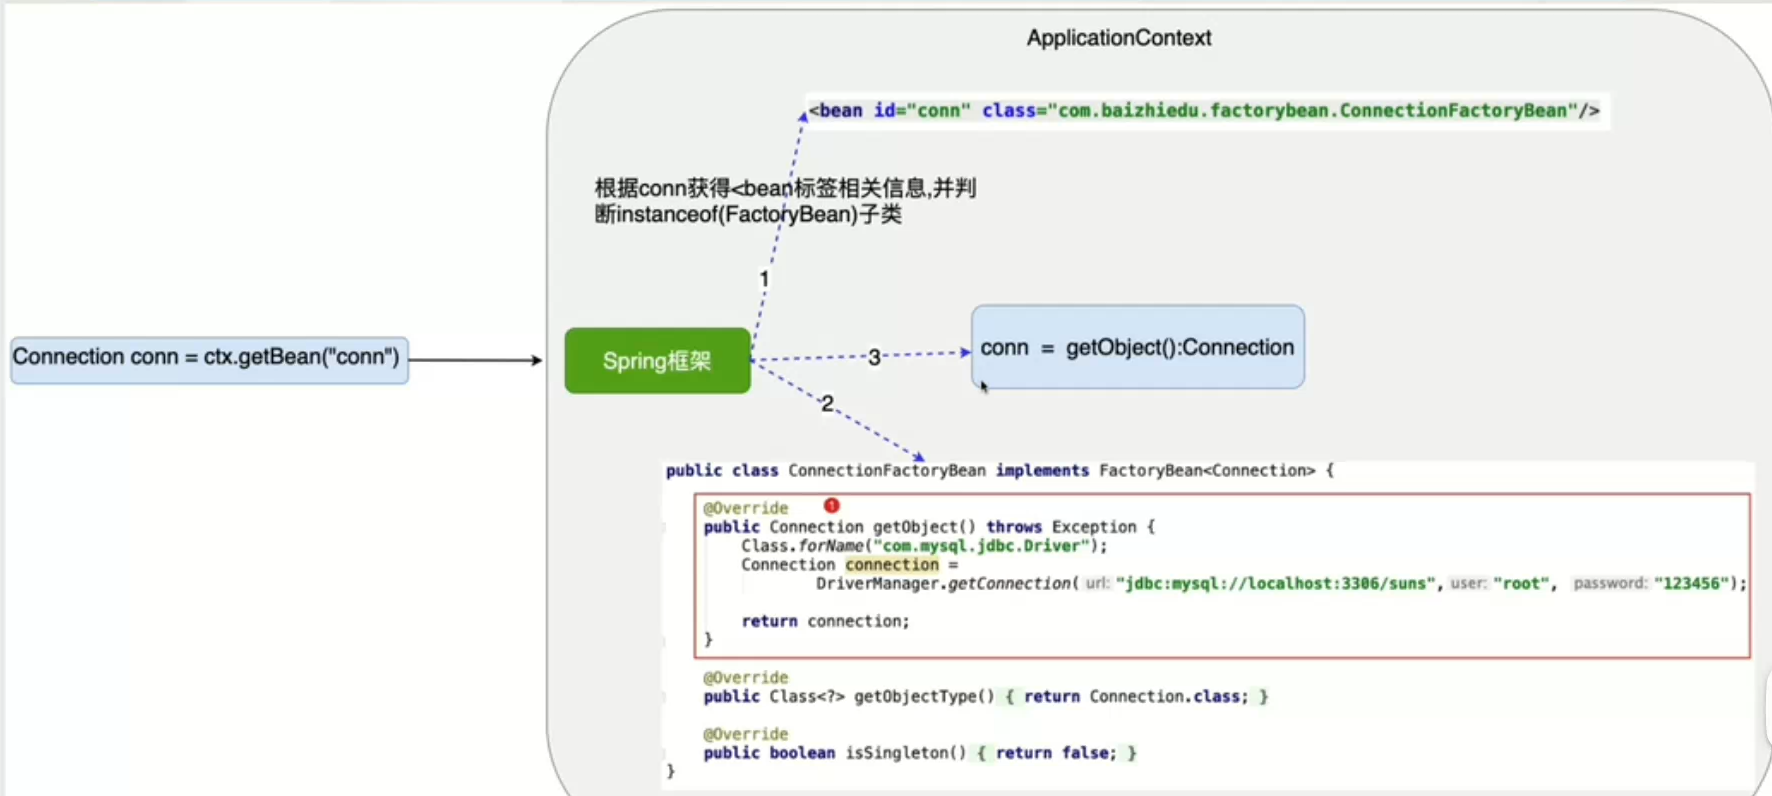 ApplicationContext
<bean id="conn" class="com.baizhiedu.factorybean.ConnectionFactoryBean"/>
根据conn获得<bean标签相关信息,并判
断instanceof(FactoryBean)子类
1
Connection conn = ctx.getBean("conn")
Spring框架
3
conn = getObject():Connection
2
public class ConnectionFactoryBean implements FactoryBean<Connection> {
@Override
1
public Connection getObject() throws Exception {
Class.forName("com.mysql.jdbc.Driver");
Connection connection =
DriverManager.getConnection( url: "jdbc:mysql://localhost:3306/suns", user: "root", password: "123456");
return connection;
}
@Override
public Class<?> getObjectType() { return Connection.class; }
@Override
public boolean isSingleton() { return false; }
}